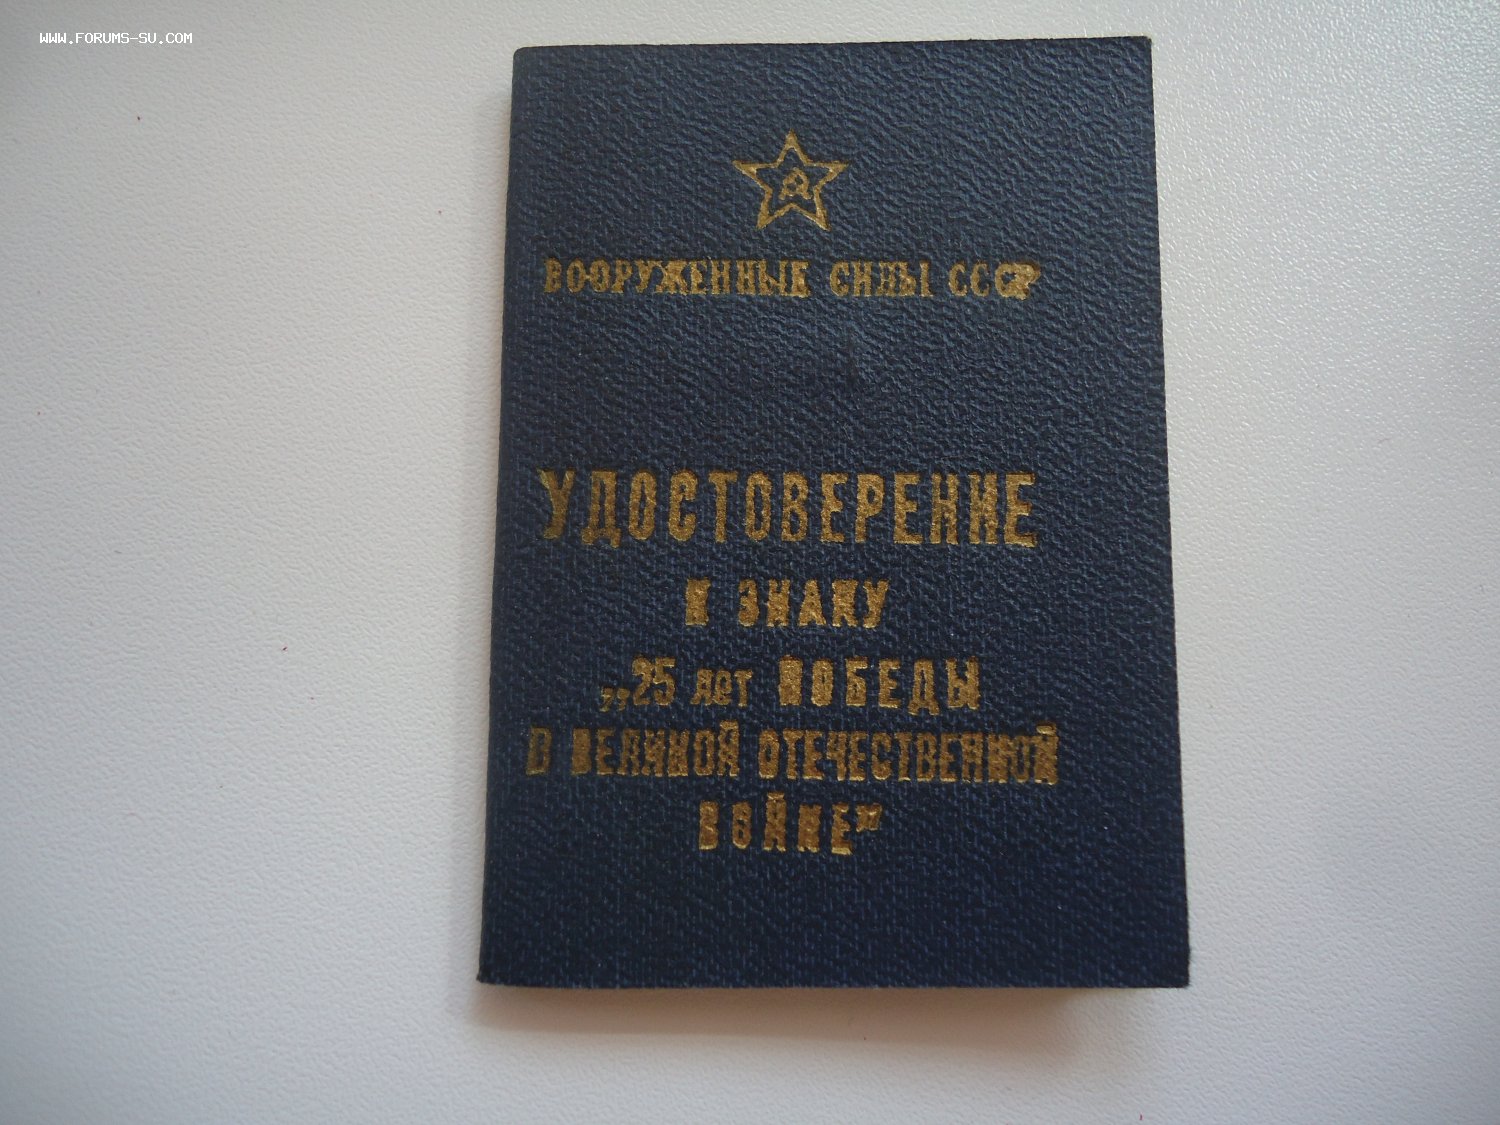 WWW.FORUMS-SU.COM
ВООРУЖЕННЫЕ СИЛЫ СССР
УДОСТОВЕРЕНИЕ
К ЗНАКУ
„25 лет ПОБЕДЫ
В ВЕЛИКОЙ ОТЕЧЕСТВЕННОЙ
ВОЙНЕ”